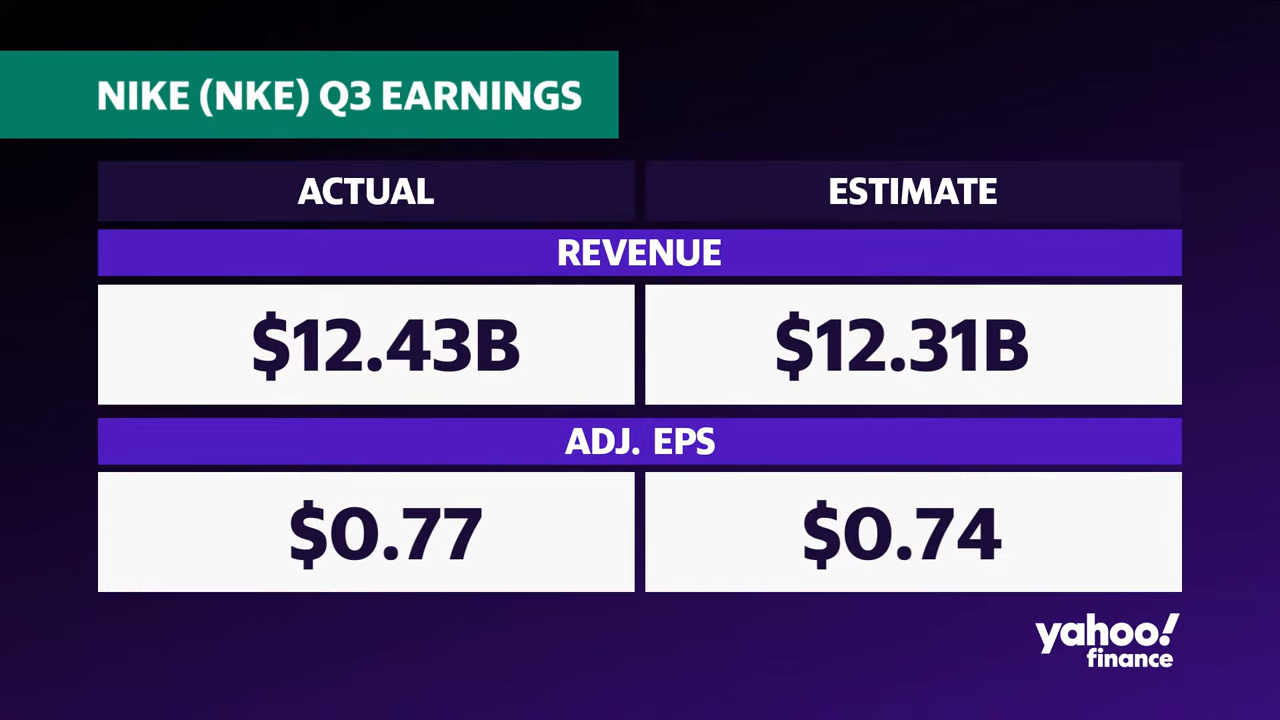 NIKE (NKE) Q3 EARNINGS
ACTUAL
ESTIMATE
REVENUE
$12.43B
$12.31B
ADJ. EPS
$0.77
$0.74
yahoo!
finance